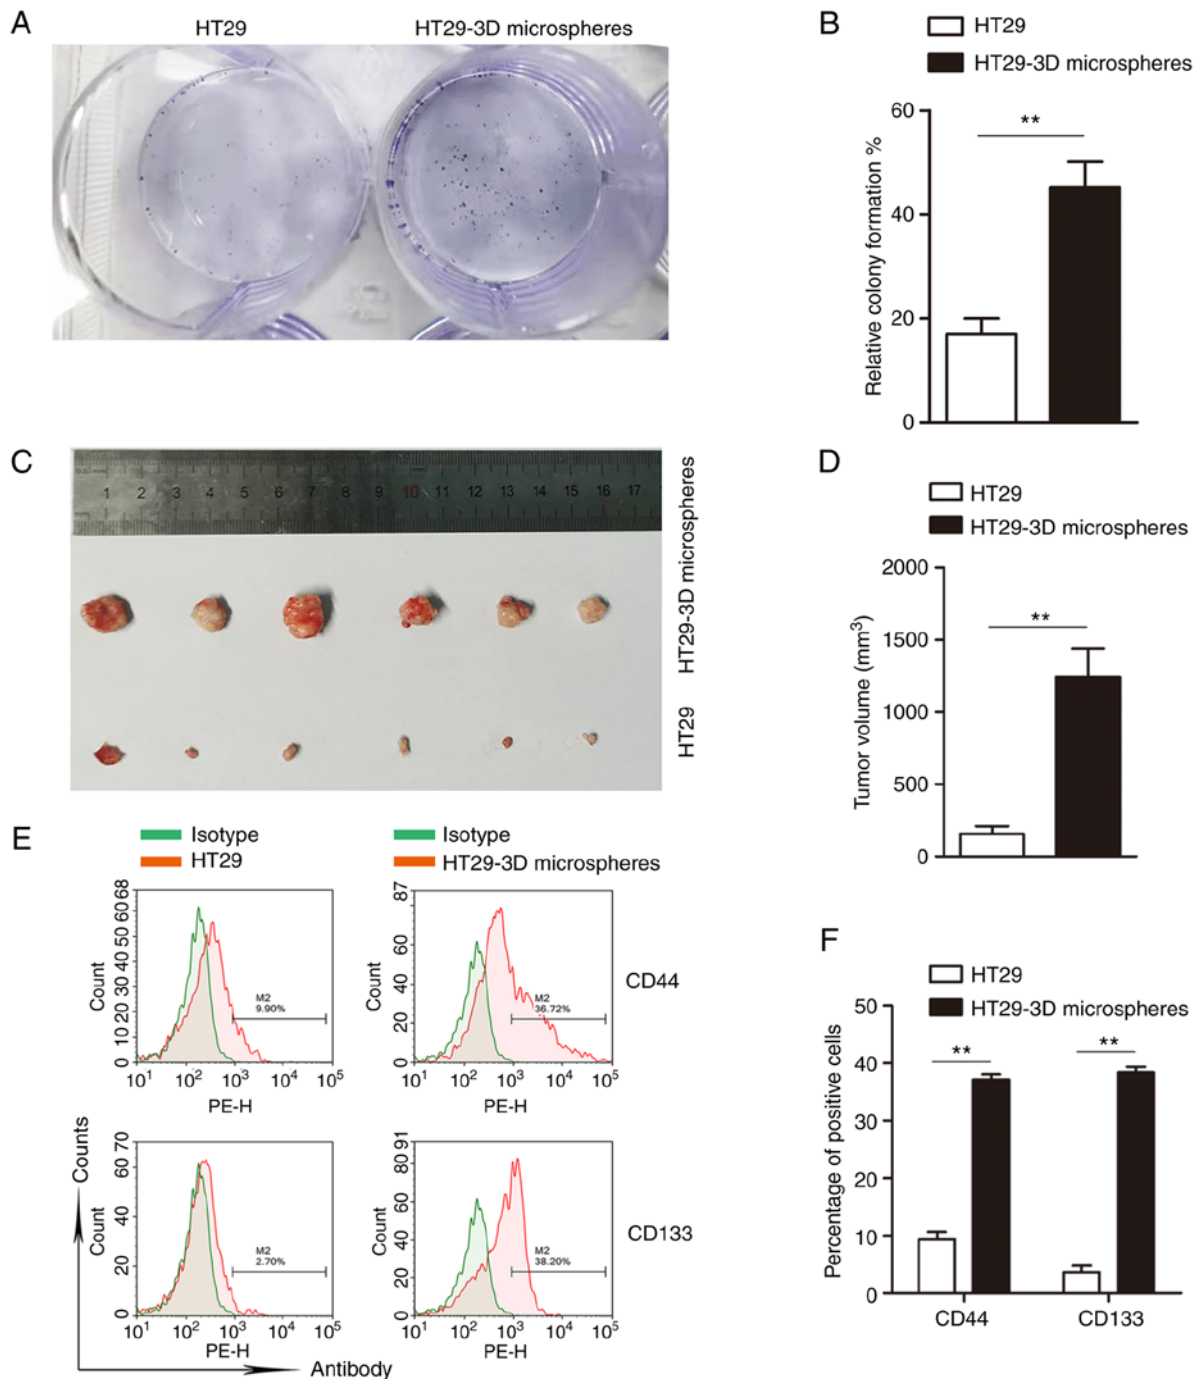 A
HT29
HT29-3D microspheres
B
HT29
HT29-3D microspheres
Relative colony formation %
60
40
20
0
**
C
1 2 3 4 5 6 7 8 9 10 11 12 13 14 15 16 17
HT29-3D microspheres
HT29
D
HT29
HT29-3D microspheres
Tumor volume (mm³)
2000
1500
1000
500
0
**
E
Isotype
HT29
Isotype
HT29-3D microspheres
Count
0 10 20 30 40 50 60 68
M2
9.90%
10¹ 10² 10³ 10⁴ 10⁵
PE-H
Count
0 20 40 60 87
M2
36.72%
10¹ 10² 10³ 10⁴ 10⁵
PE-H
CD44
Count
0 20 40 60 70
M2
2.70%
10¹ 10² 10³ 10⁴ 10⁵
PE-H
Count
0 20 40 60 80 91
M2
38.20%
10¹ 10² 10³ 10⁴ 10⁵
PE-H
CD133
Counts
Antibody
F
HT29
HT29-3D microspheres
Percentage of positive cells
50
40
30
20
10
0
**
**
CD44
CD133